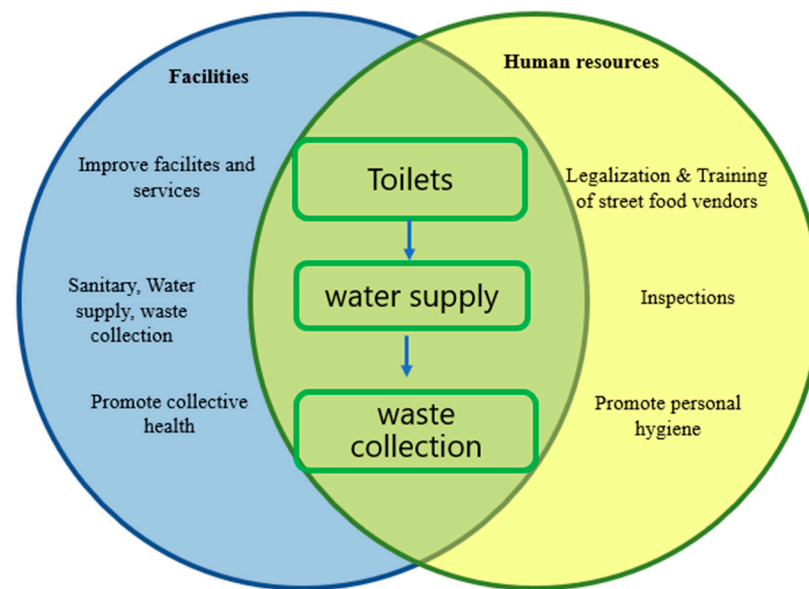 Facilities
Improve facilites and
services
Sanitary, Water
supply, waste
collection
Promote collective
health
Toilets
water supply
waste
collection
Human resources
Legalization & Training
of street food vendors
Inspections
Promote personal
hygiene